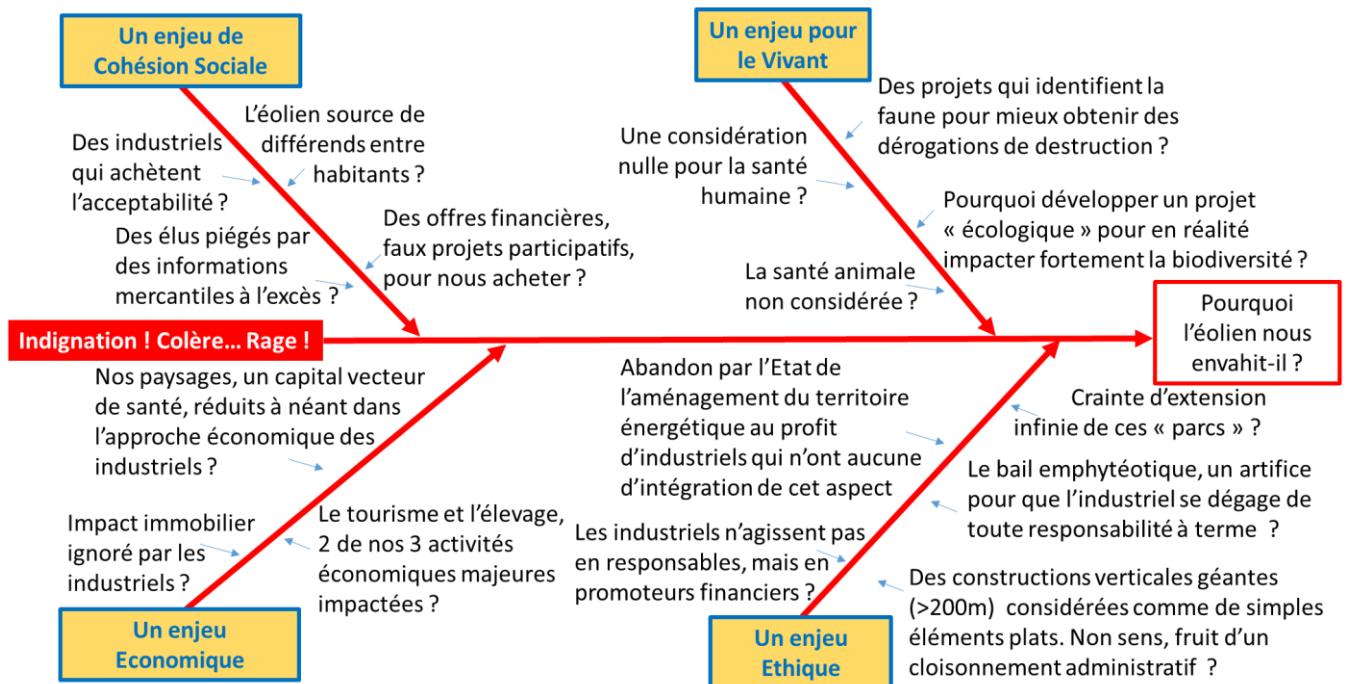 Un enjeu de
Cohésion Sociale
L’éolien source de
différends entre
habitants ?
Des industriels
qui achètent
l’acceptabilité ?
Des offres financières,
faux projets participatifs,
pour nous acheter ?
Des élus piégés par
des informations
mercantiles à l’excès ?
Un enjeu pour
le Vivant
Des projets qui identifient la
faune pour mieux obtenir des
dérogations de destruction ?
Une considération
nulle pour la santé
humaine ?
Pourquoi développer un projet
« écologique » pour en réalité
impacter fortement la biodiversité ?
La santé animale
non considérée ?
Indignation ! Colère… Rage !
Pourquoi
l’éolien nous
envahit-il ?
Nos paysages, un capital vecteur
de santé, réduits à néant dans
l’approche économique des
industriels ?
Impact immobilier
ignoré par les
industriels ?
Le tourisme et l’élevage,
2 de nos 3 activités
économiques majeures
impactées ?
Un enjeu
Economique
Abandon par l’Etat de
l’aménagement du territoire
énergétique au profit
d’industriels qui n’ont aucune
d’intégration de cet aspect
Crainte d’extension
infinie de ces « parcs » ?
Le bail emphytéotique, un artifice
pour que l’industriel se dégage de
toute responsabilité à terme  ?
Les industriels n’agissent pas
en responsables, mais en
promoteurs financiers ?
Des constructions verticales géantes
(>200m)  considérées comme de simples
éléments plats. Non sens, fruit d’un
cloisonnement administratif  ?
Un enjeu
Ethique